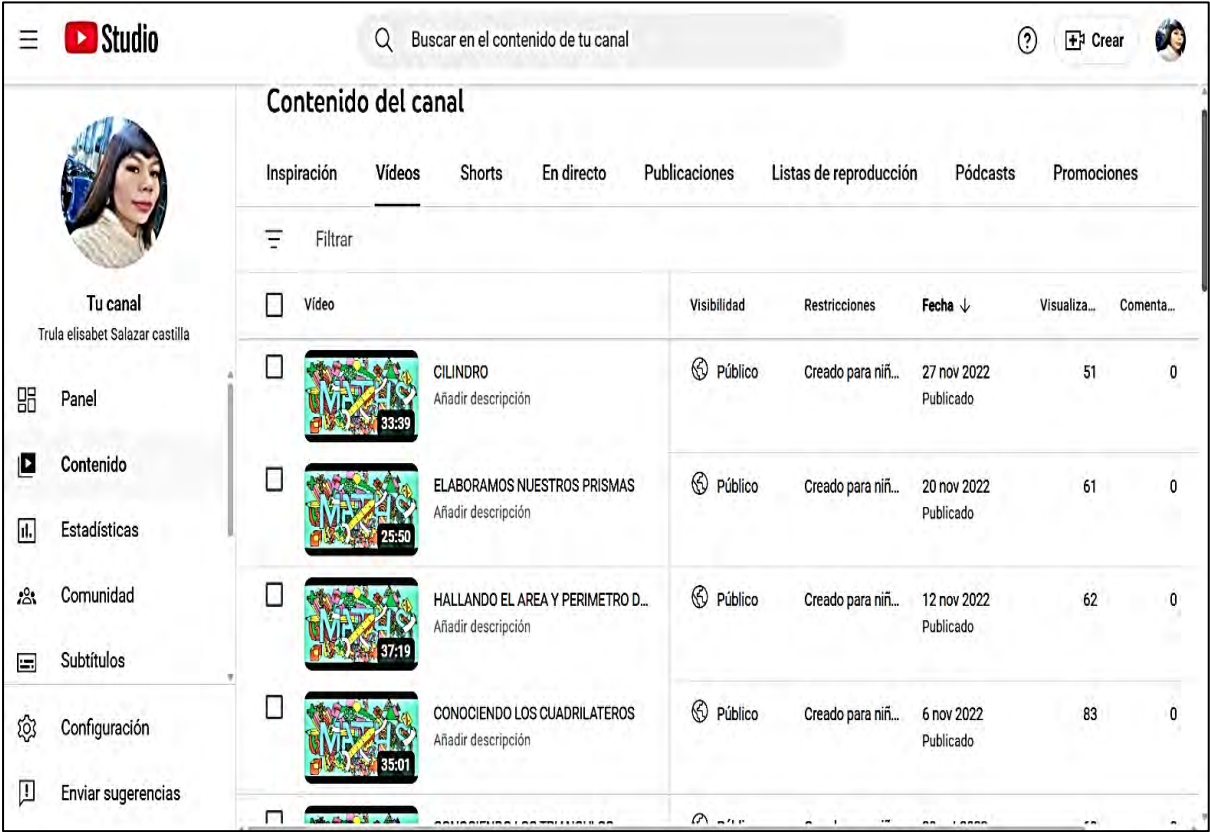 Studio
Buscar en el contenido de tu canal
Crear
Tu canal
Trula elisabet Salazar castilla
Panel
Contenido
Estadísticas
Comunidad
Subtítulos
Configuración
Enviar sugerencias
Contenido del canal
Inspiración Vídeos Shorts En directo Publicaciones Listas de reproducción Pódcasts Promociones
Filtrar
Vídeo Visibilidad Restricciones Fecha ↓ Visualiza... Comenta...
MATHS
33:39
CILINDRO
Añadir descripción
Público Creado para niñ... 27 nov 2022 51 0
Publicado
MATHS
25:50
ELABORAMOS NUESTROS PRISMAS
Añadir descripción
Público Creado para niñ... 20 nov 2022 61 0
Publicado
MATHS
37:19
HALLANDO EL AREA Y PERIMETRO D...
Añadir descripción
Público Creado para niñ... 12 nov 2022 62 0
Publicado
MATHS
35:01
CONOCIENDO LOS CUADRILATEROS
Añadir descripción
Público Creado para niñ... 6 nov 2022 83 0
Publicado